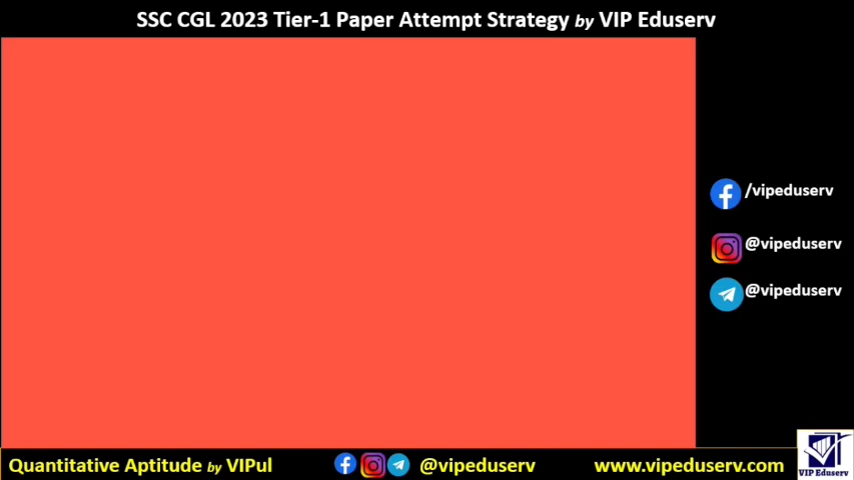 SSC CGL 2023 Tier-1 Paper Attempt Strategy by VIP Eduserv
/vipeduserv
@vipeduserv
@vipeduserv
Quantitative Aptitude by VIPul @vipeduserv www.vipeduserv.com
VIP Eduserv